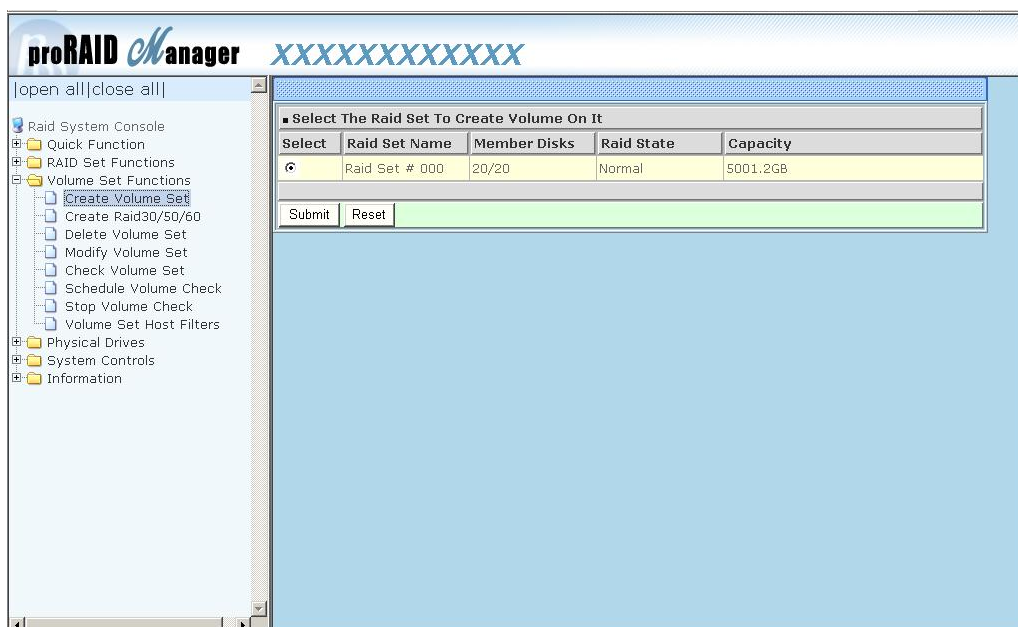 proRAID Manager XXXXXXXXXXXX
|open all|close all|
Raid System Console
Quick Function
RAID Set Functions
Volume Set Functions
Create Volume Set
Create Raid30/50/60
Delete Volume Set
Modify Volume Set
Check Volume Set
Schedule Volume Check
Stop Volume Check
Volume Set Host Filters
Physical Drives
System Controls
Information
Select The Raid Set To Create Volume On It
Select Raid Set Name Member Disks Raid State Capacity
Raid Set # 000 20/20 Normal 5001.2GB
Submit Reset